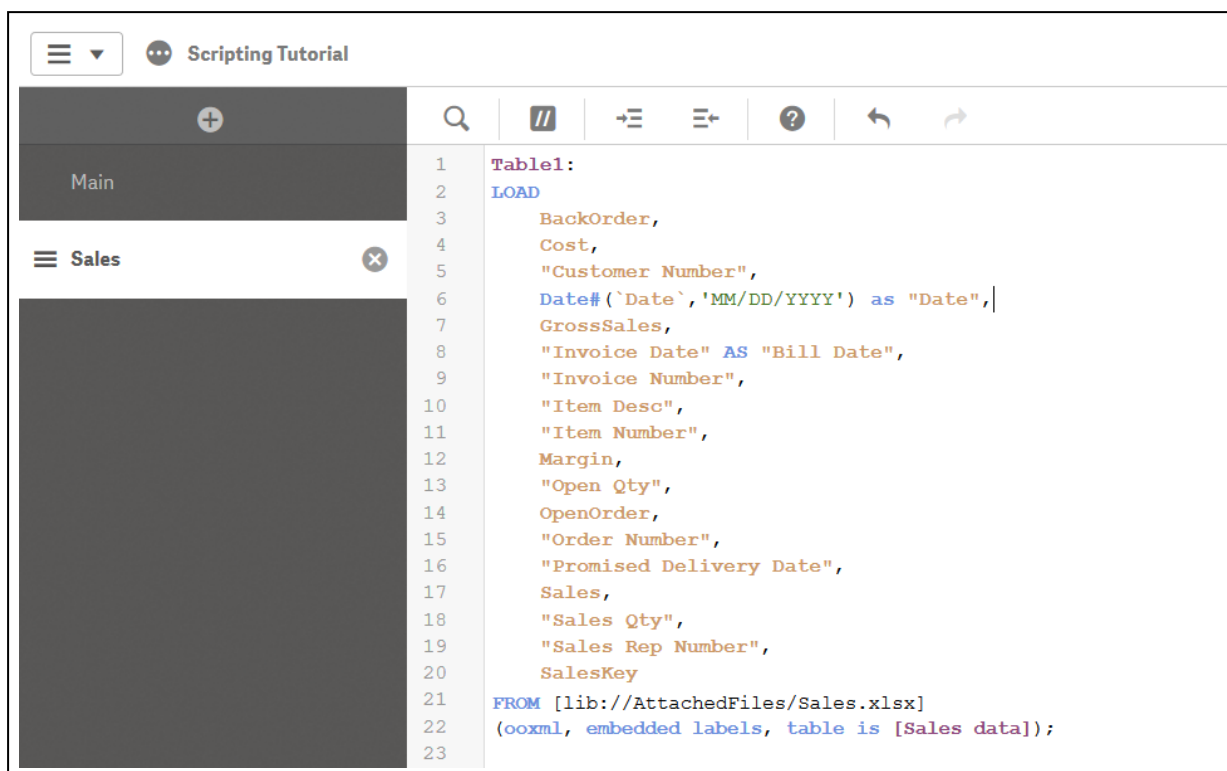 Scripting Tutorial
Main
Sales
1 Table1:
2 LOAD
3 BackOrder,
4 Cost,
5 "Customer Number",
6 Date#(`Date`,'MM/DD/YYYY') as "Date",
7 GrossSales,
8 "Invoice Date" AS "Bill Date",
9 "Invoice Number",
10 "Item Desc",
11 "Item Number",
12 Margin,
13 "Open Qty",
14 OpenOrder,
15 "Order Number",
16 "Promised Delivery Date",
17 Sales,
18 "Sales Qty",
19 "Sales Rep Number",
20 SalesKey
21 FROM [lib://AttachedFiles/Sales.xlsx]
22 (ooxml, embedded labels, table is [Sales data]);
23